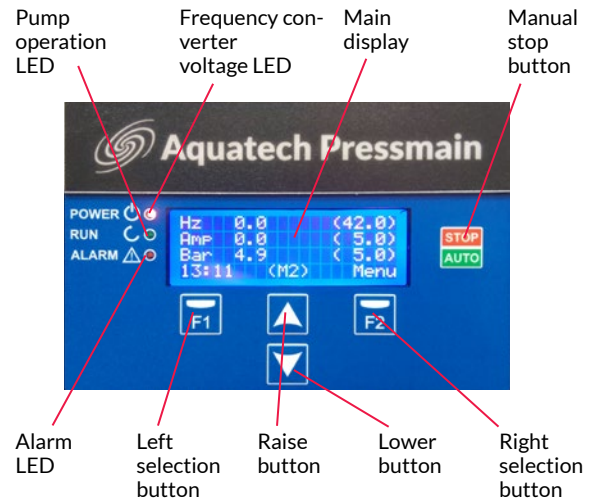 Pump
operation
LED
Frequency con-
verter
voltage LED
Main
display
Manual
stop
button
Aquatech Pressmain
POWER
RUN
ALARM
Hz 0.0 (42.0)
Amp 0.0 ( 5.0)
Bar 4.9 ( 5.0)
13:11 (M2) Menu
STOP
AUTO
F1
F2
Alarm
LED
Left
selection
button
Raise
button
Lower
button
Right
selection
button